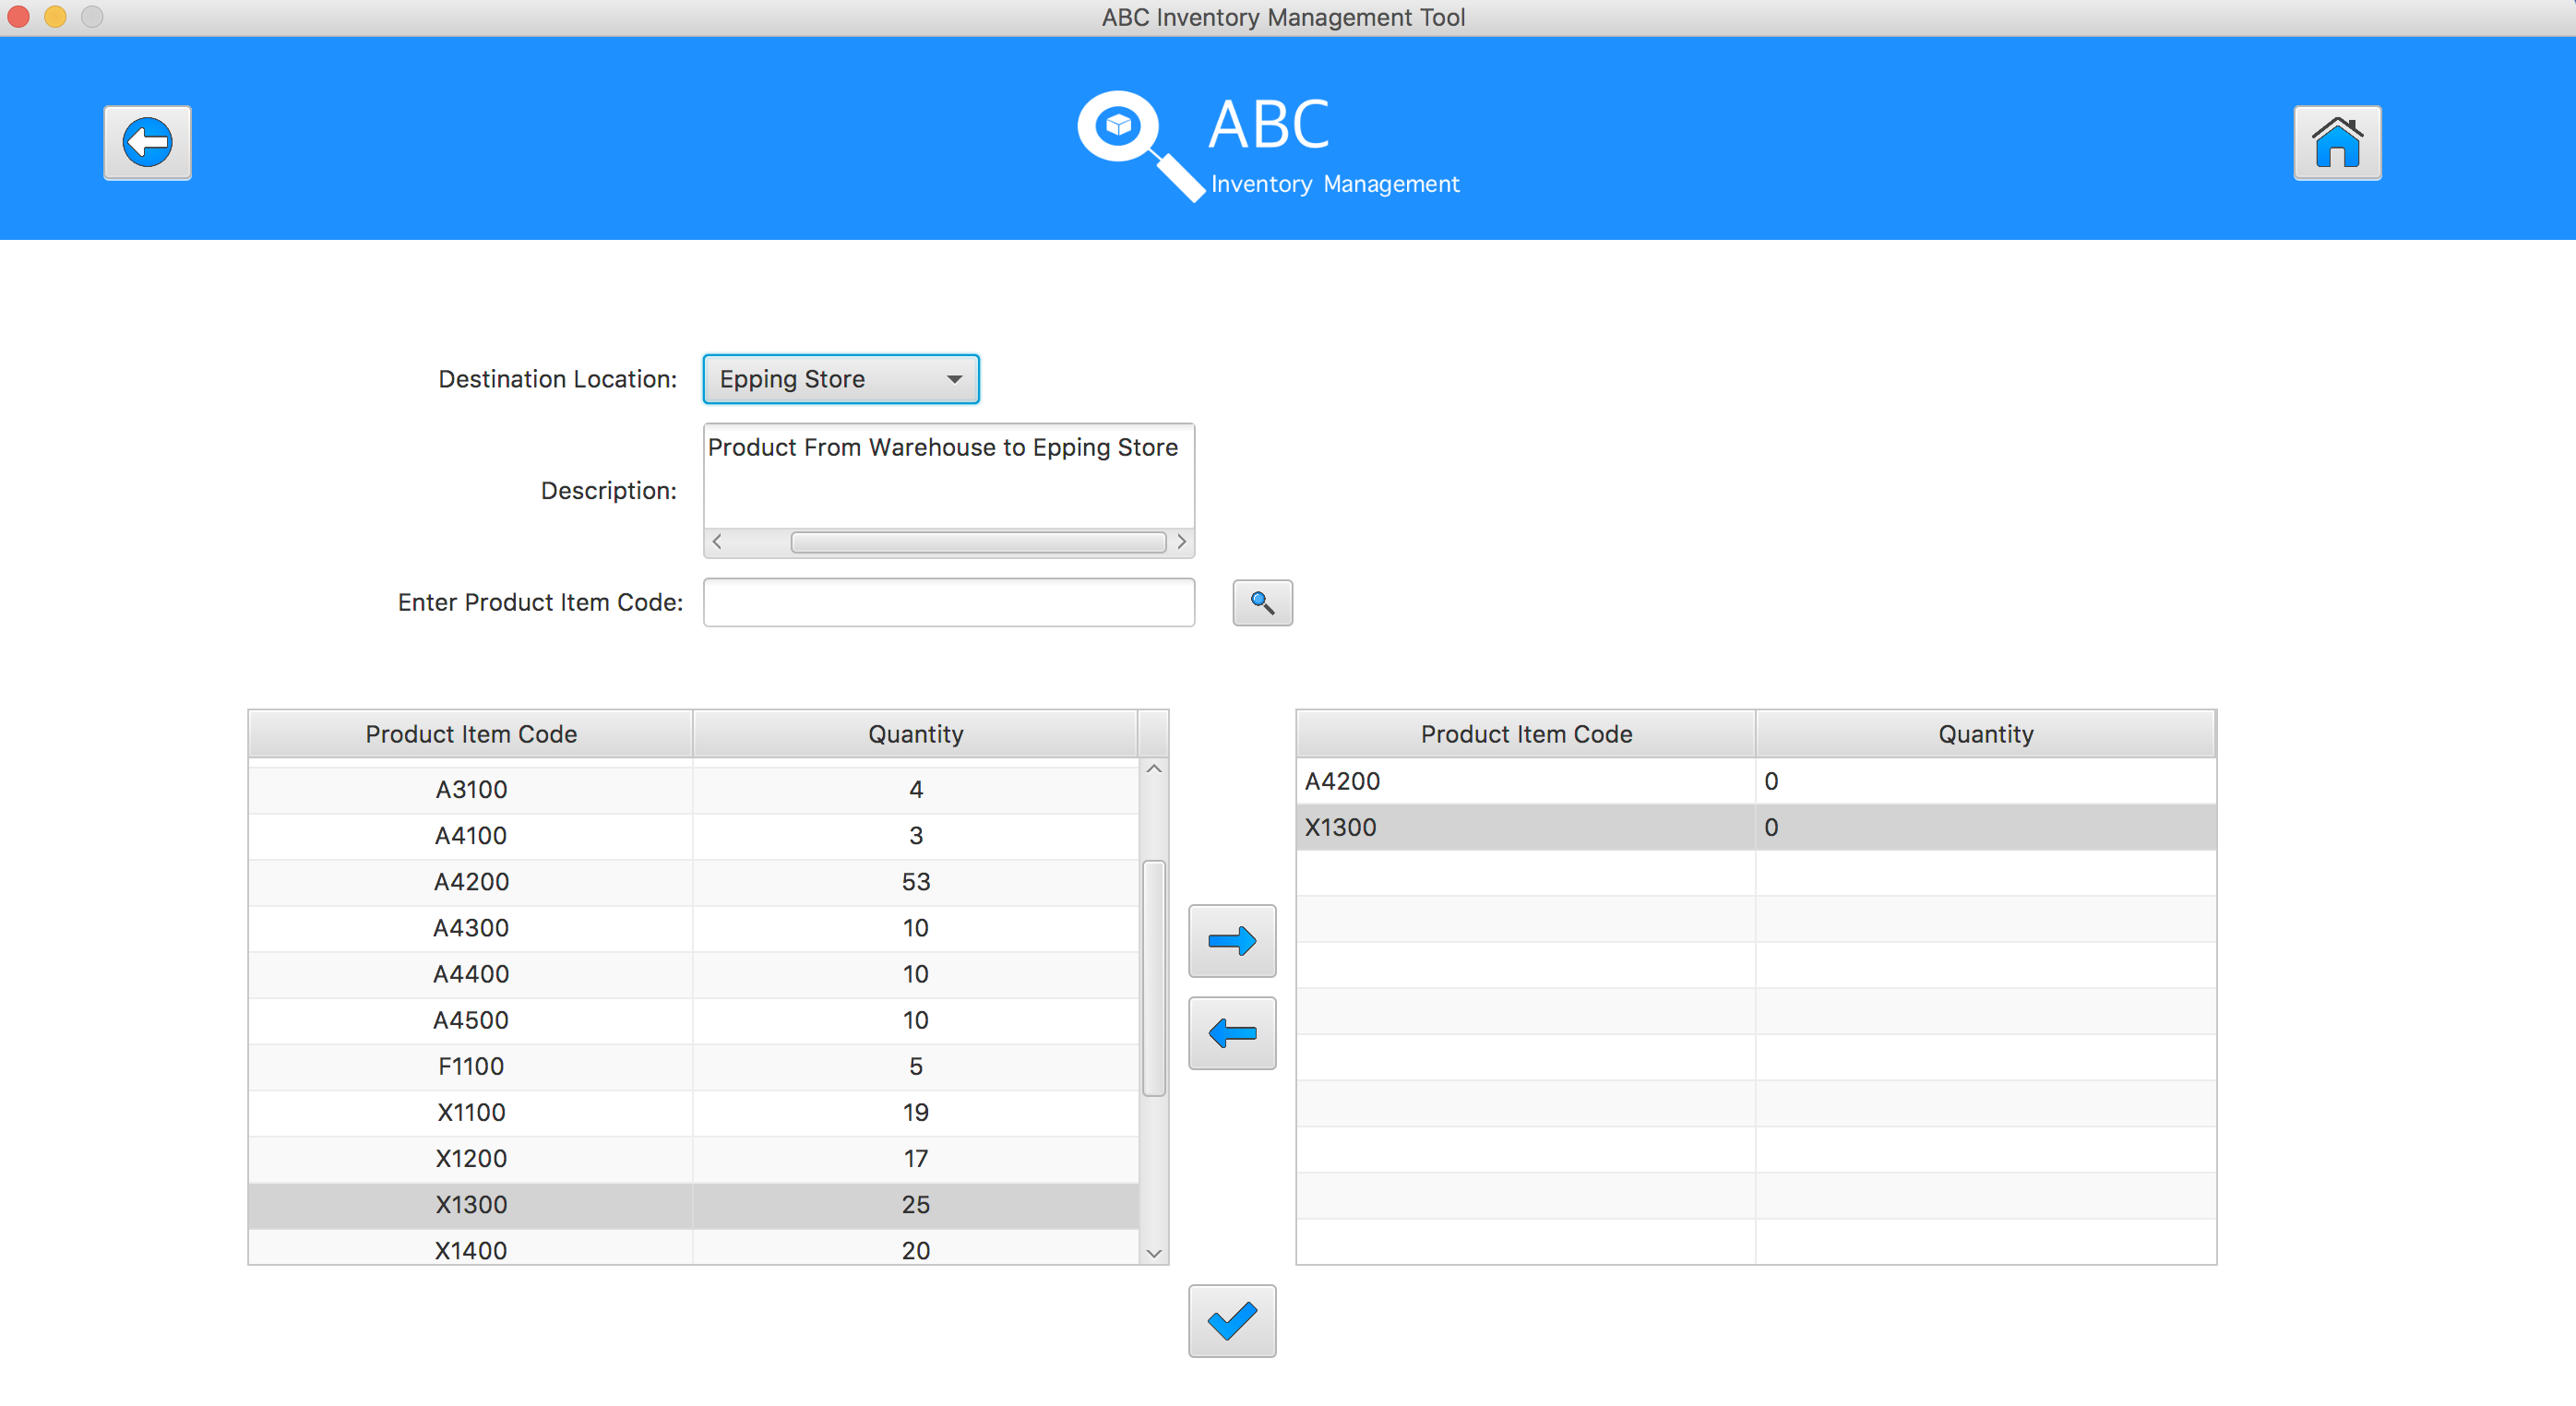 ABC Inventory Management Tool
ABC
Inventory Management
Destination Location: Epping Store
Product From Warehouse to Epping Store
Description:
Enter Product Item Code:
Product Item Code Quantity
A3100 4
A4100 3
A4200 53
A4300 10
A4400 10
A4500 10
F1100 5
X1100 19
X1200 17
X1300 25
X1400 20
Product Item Code Quantity
A4200 0
X1300 0